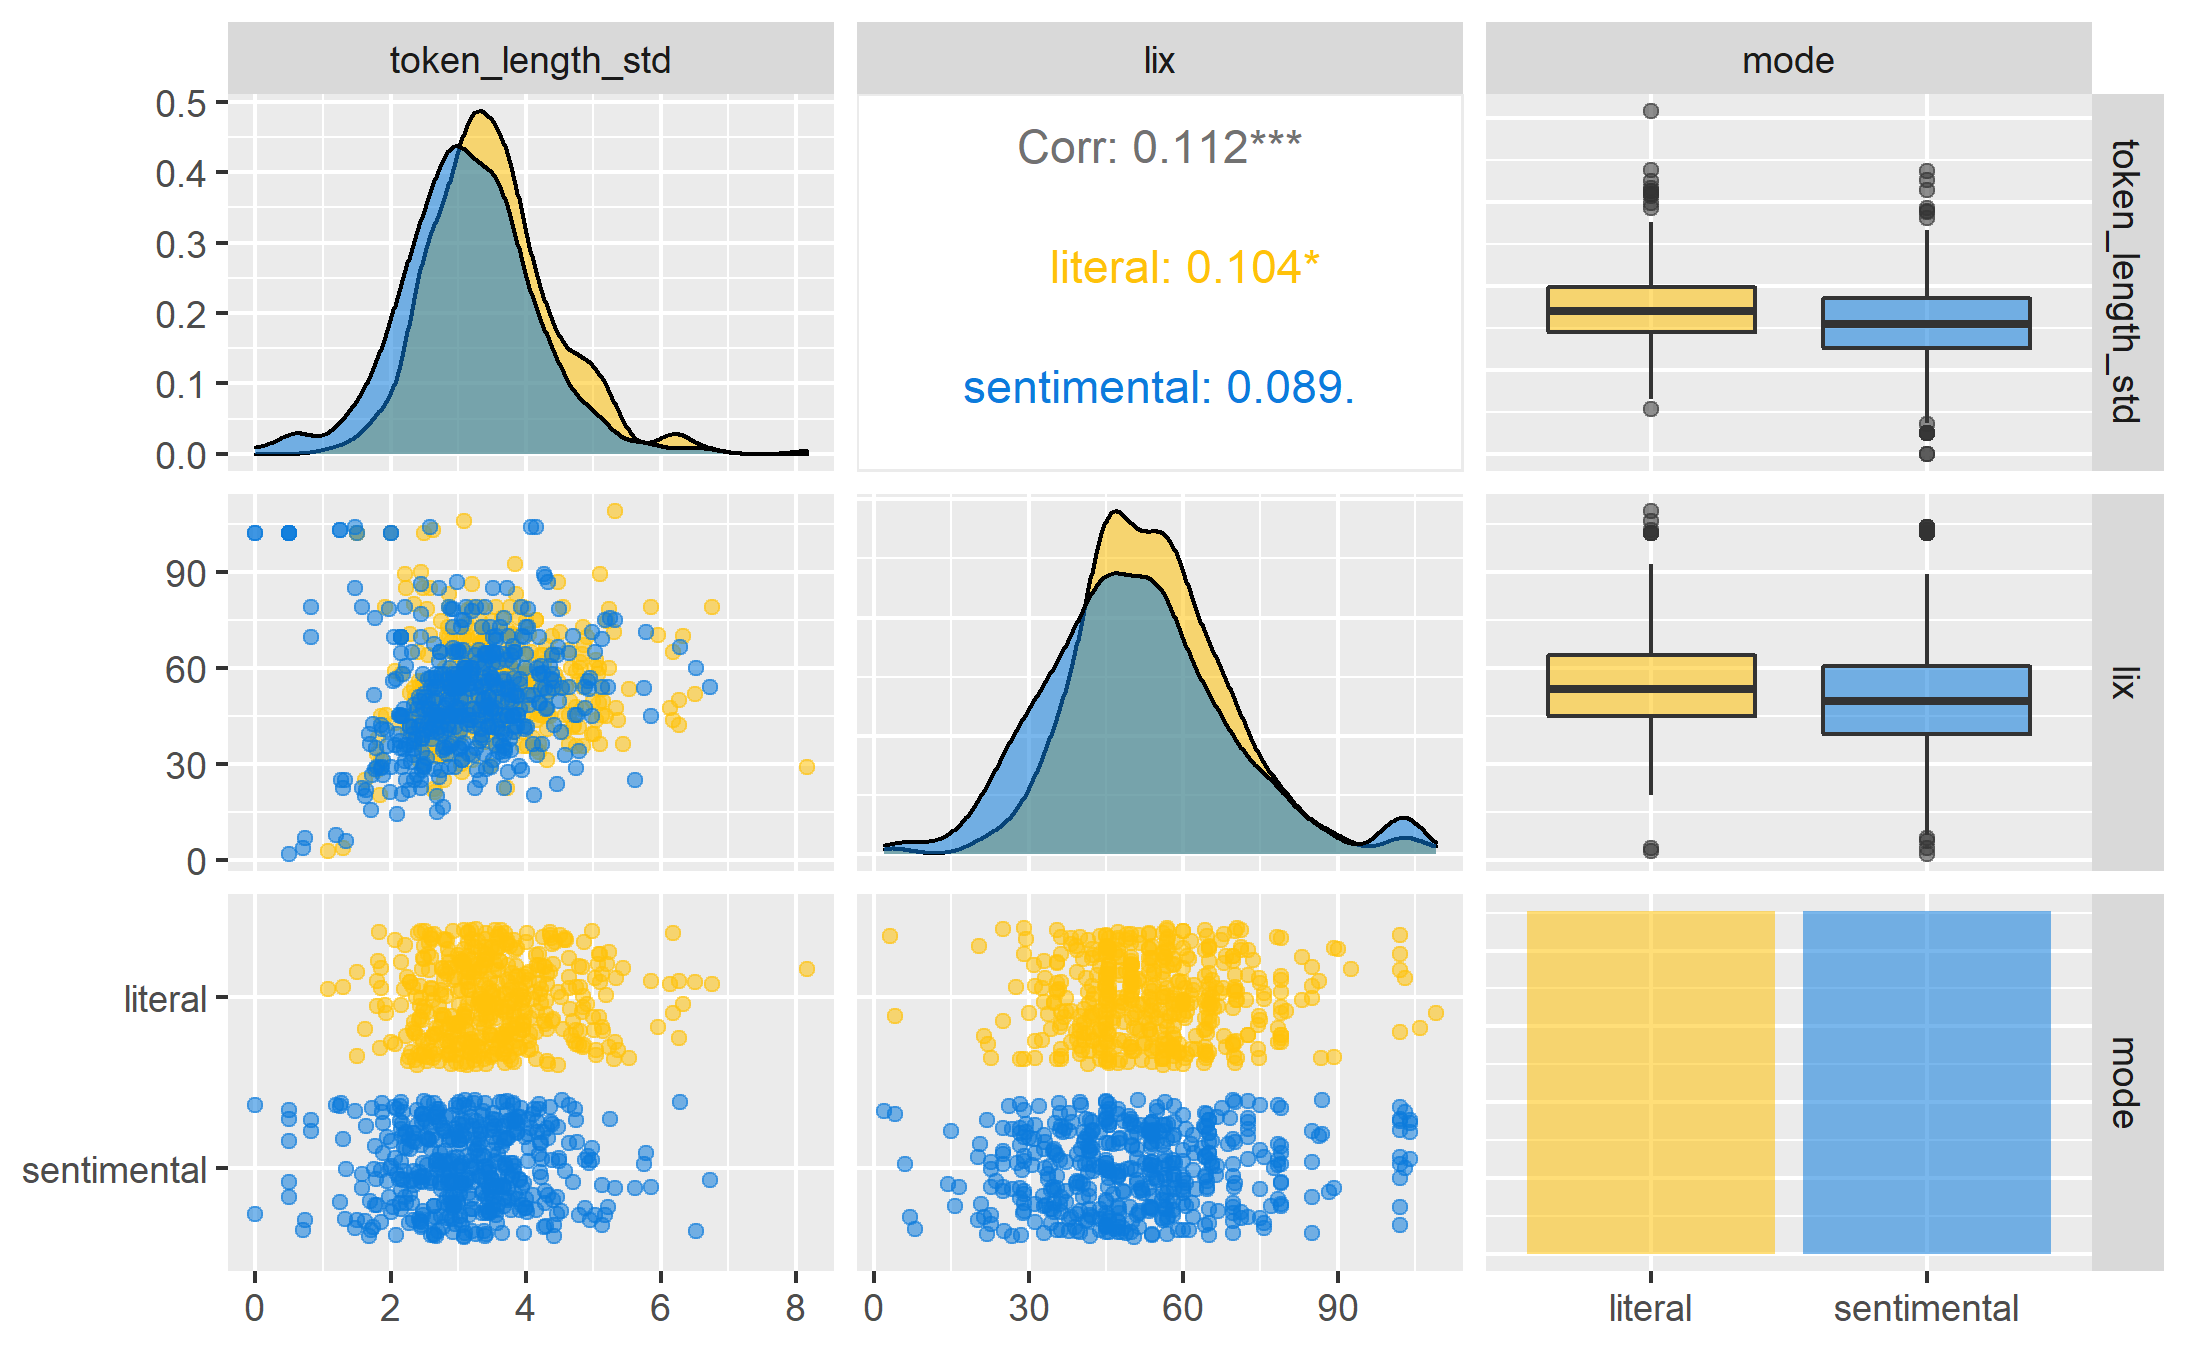 token_length_std
lix
mode
0.5
0.4
0.3
0.2
0.1
0.0
Corr: 0.112***
literal: 0.104*
sentimental: 0.089.
token_length_std
90
60
30
0
lix
literal
sentimental
mode
0 2 4 6 8
0 30 60 90
literal sentimental